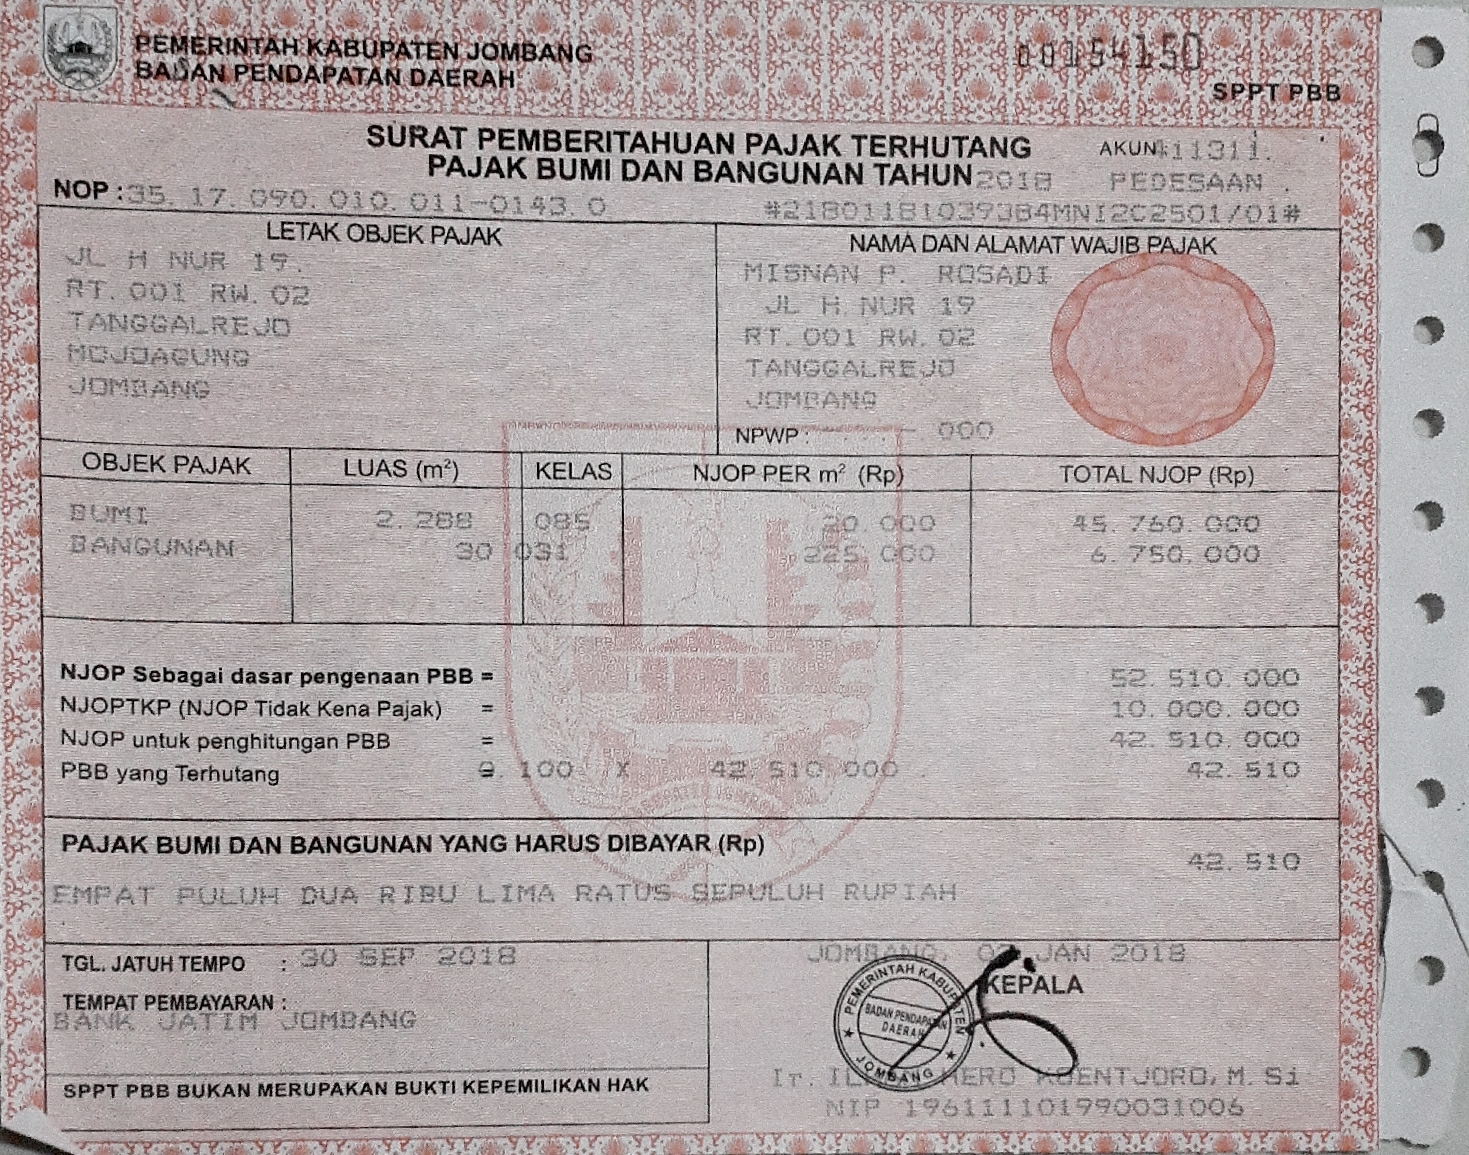 PEMERINTAH KABUPATEN JOMBANG
BADAN PENDAPATAN DAERAH
00154150
SPPT PBB
SURAT PEMBERITAHUAN PAJAK TERHUTANG
AKUN 411311.
PAJAK BUMI DAN BANGUNAN TAHUN 2018 PEDESAAN
NOP : 35. 17. 090. 010. 011-0143. 0
#218011810393B4MNI2C2501/01#
LETAK OBJEK PAJAK
JL H NUR 19.
RT. 001 RW. 02
TANGGALREJO
MOJOAGUNG
JOMBANG
NAMA DAN ALAMAT WAJIB PAJAK
MISNAN P. ROSADI
JL H NUR 19
RT. 001 RW. 02
TANGGALREJO
JOMBANG
NPWP : 000
OBJEK PAJAK LUAS (m²) KELAS NJOP PER m² (Rp) TOTAL NJOP (Rp)
BUMI 2. 288 085 20. 000 45. 760. 000
BANGUNAN 30 031 225. 000 6. 750. 000
NJOP Sebagai dasar pengenaan PBB = 52. 510. 000
NJOPTKP (NJOP Tidak Kena Pajak) = 10. 000. 000
NJOP untuk penghitungan PBB = 42. 510. 000
PBB yang Terhutang 0. 100 X 42. 510. 000 42. 510
PAJAK BUMI DAN BANGUNAN YANG HARUS DIBAYAR (Rp)
42. 510
EMPAT PULUH DUA RIBU LIMA RATUS SEPULUH RUPIAH
TGL. JATUH TEMPO : 30 SEP 2018
TEMPAT PEMBAYARAN :
BANK JATIM JOMBANG
SPPT PBB BUKAN MERUPAKAN BUKTI KEPEMILIKAN HAK
JOMBANG, JAN 2018
KEPALA
PEMERINTAH KABUPATEN
BADAN PENDAPATAN
DAERAH
JOMBANG
Ir. HERO KOENTJORO, M. Si
NIP 196111101990031006